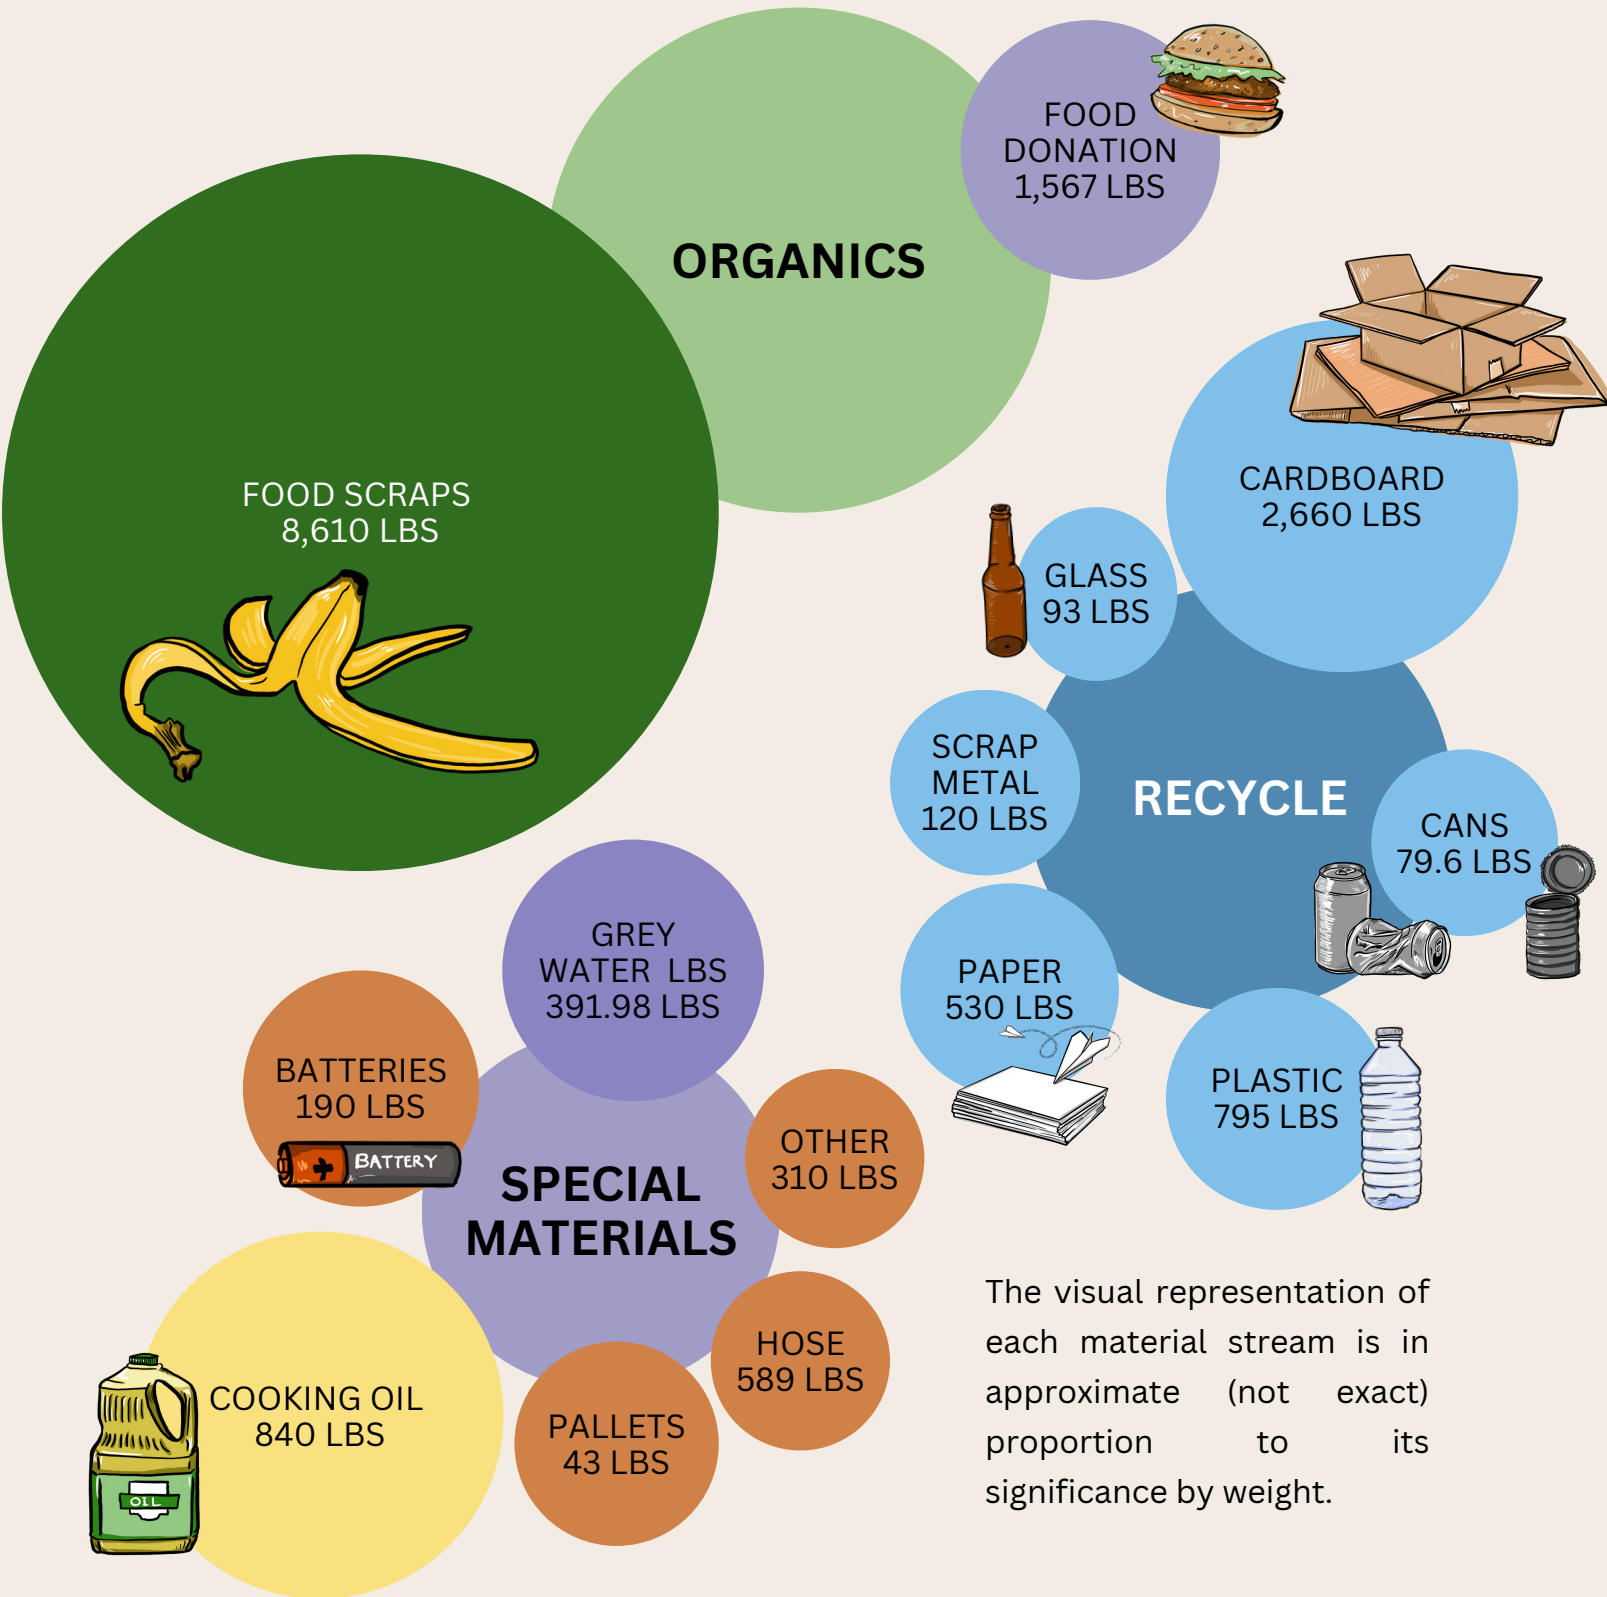 FOOD
DONATION
1,567 LBS
ORGANICS
FOOD SCRAPS
8,610 LBS
CARDBOARD
2,660 LBS
GLASS
93 LBS
SCRAP
METAL
120 LBS
RECYCLE
CANS
79.6 LBS
PAPER
530 LBS
PLASTIC
795 LBS
GREY
WATER  LBS
391.98 LBS
BATTERIES
190 LBS
BATTERY
OTHER
310 LBS
SPECIAL
MATERIALS
HOSE
589 LBS
COOKING OIL
840 LBS
OIL
PALLETS
43 LBS
The visual representation of
each material stream is in
approximate (not exact)
proportion to its
significance by weight.